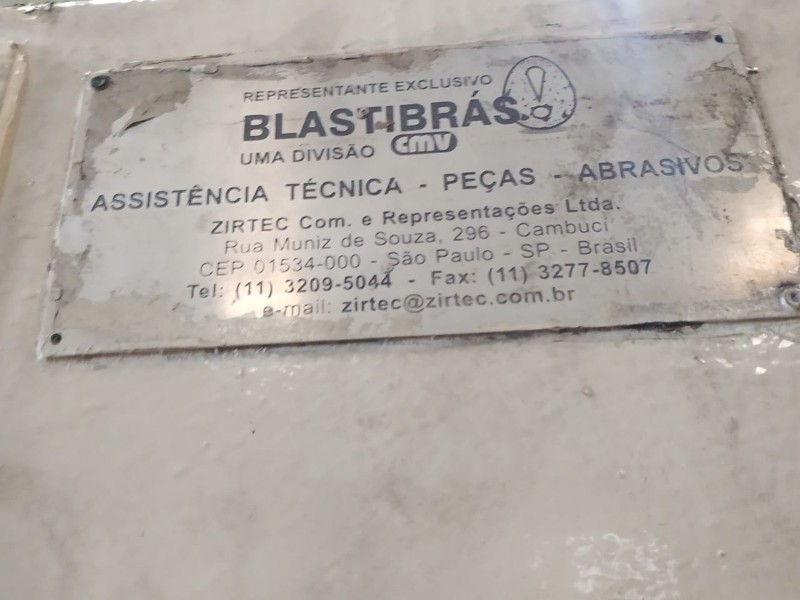 REPRESENTANTE EXCLUSIVO
BLASTIBRÁS
UMA DIVISÃO cmv
ASSISTÊNCIA TÉCNICA - PEÇAS - ABRASIVOS
ZIRTEC Com. e Representações Ltda.
Rua Muniz de Souza, 296 - Cambuci
CEP 01534-000 - São Paulo - SP - Brasil
Tel: (11) 3209-5044 - Fax: (11) 3277-8507
e-mail: zirtec@zirtec.com.br